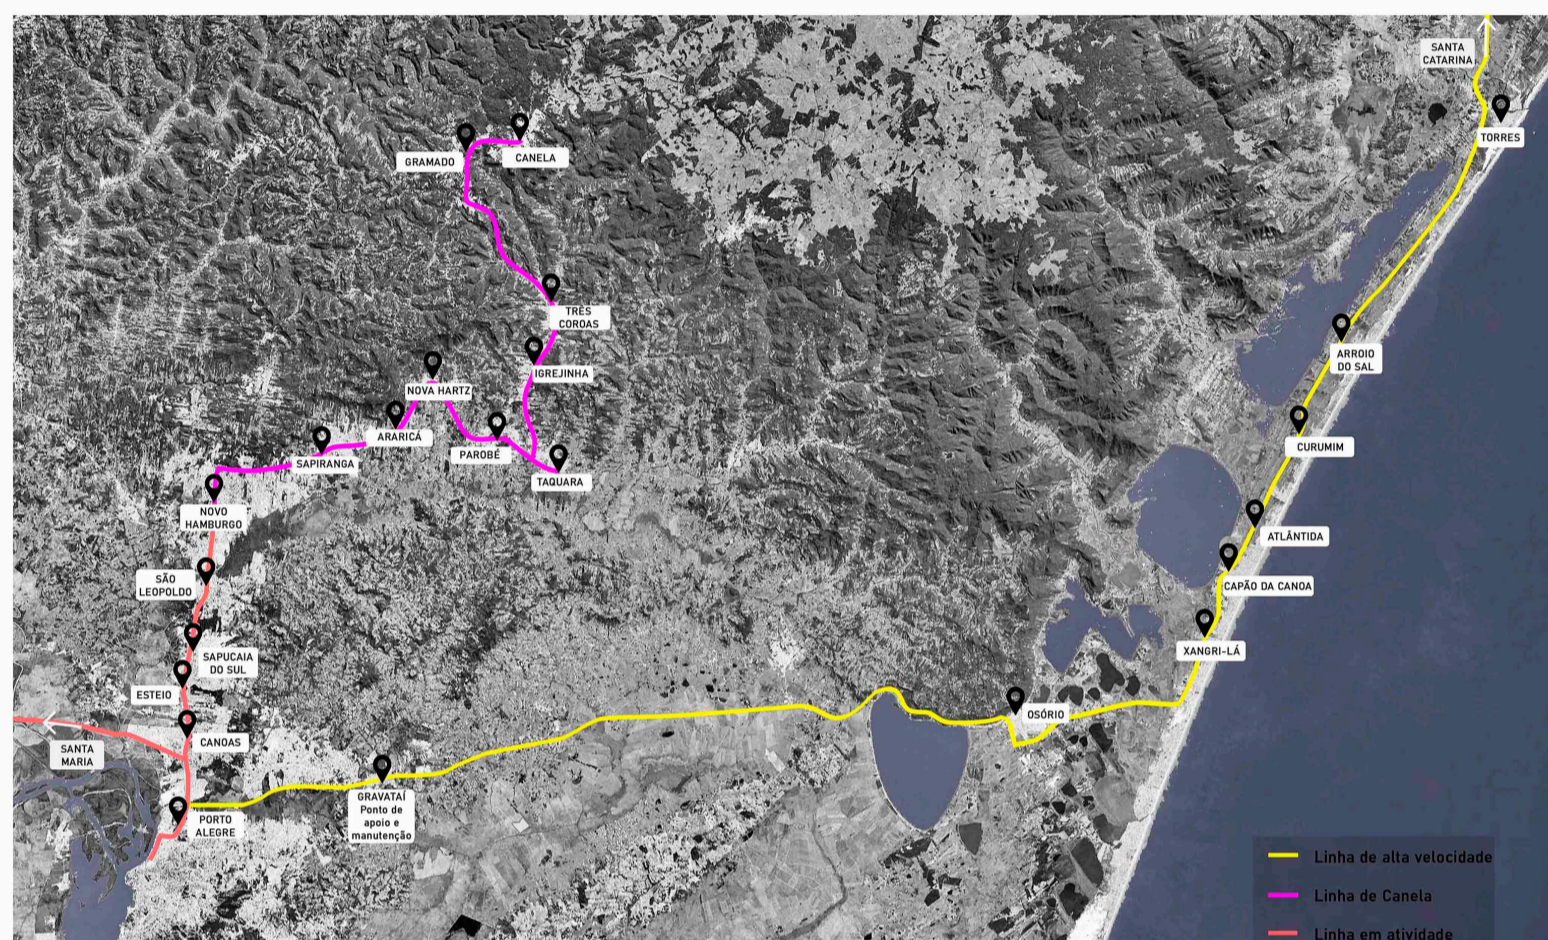 SANTA
CATARINA
TORRES
GRAMADO
CANELA
TRÊS
COROAS
IGREJINHA
NOVA HARTZ
ARARICÁ
PAROBÉ
SAPIRANGA
TAQUARA
NOVO
HAMBURGO
SÃO
LEOPOLDO
SAPUCAIA
DO SUL
ESTEIO
CANOAS
SANTA
MARIA
PORTO
ALEGRE
GRAVATAÍ
Ponto de
apoio e
manutenção
OSÓRIO
XANGRI-LÁ
CAPÃO DA CANOA
ATLÂNTIDA
CURUMIM
ARROIO
DO SAL
Linha de alta velocidade
Linha de Canela
Linha em atividade